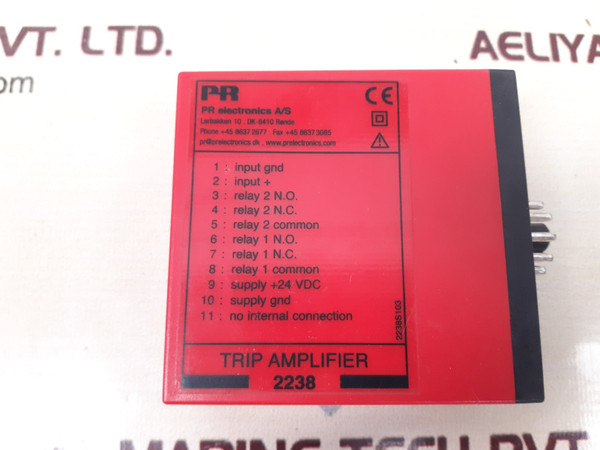 VT. LTD.
AELIYA
om
PR
PR electronics A/S
Lerbakken 10 . DK-8410 Rønde
Phone +45 8637 2677 . Fax +45 8637 3085
pr@prelectronics.dk . www.prelectronics.com
CE
1 : input gnd
2 : input +
3 : relay 2 N.O.
4 : relay 2 N.C.
5 : relay 2 common
6 : relay 1 N.O.
7 : relay 1 N.C.
8 : relay 1 common
9 : supply +24 VDC
10 : supply gnd
11 : no internal connection
2238S103
TRIP AMPLIFIER
2238
AELIYA
MARINE TECH PVT